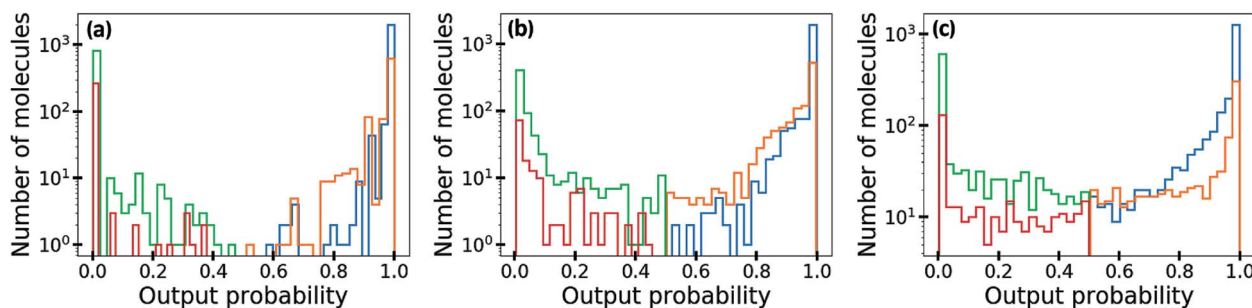 (a)
Number of molecules
10³
10²
10¹
10⁰
0.0 0.2 0.4 0.6 0.8 1.0
Output probability
(b)
Number of molecules
10³
10²
10¹
10⁰
0.0 0.2 0.4 0.6 0.8 1.0
Output probability
(c)
Number of molecules
10³
10²
10¹
0.0 0.2 0.4 0.6 0.8 1.0
Output probability